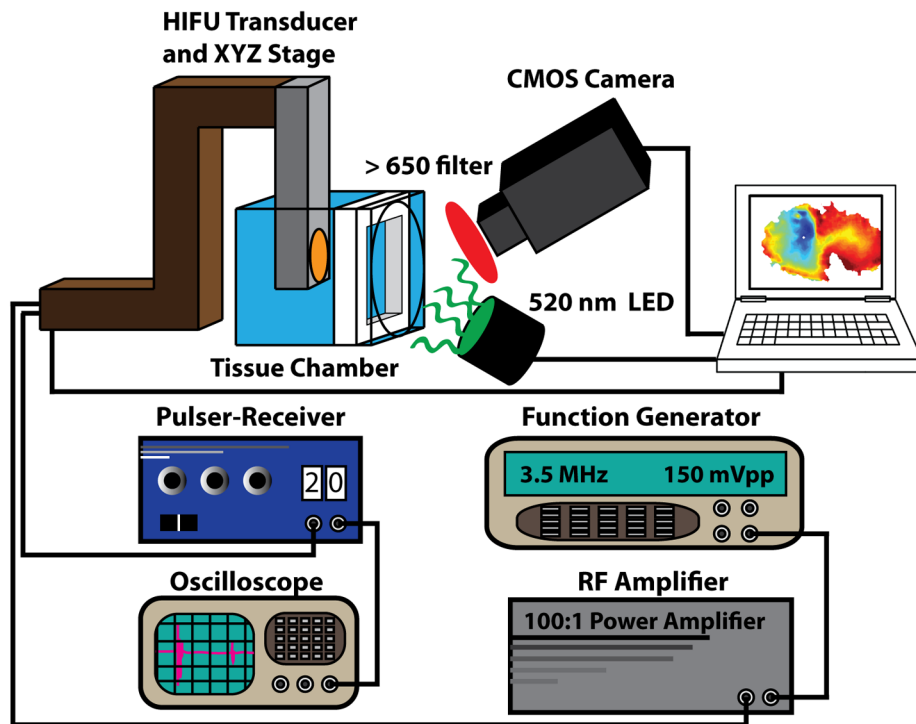 HIFU Transducer
and XYZ Stage
CMOS Camera
> 650 filter
520 nm LED
Tissue Chamber
Pulser-Receiver
20
Function Generator
3.5 MHz 150 mVpp
Oscilloscope
RF Amplifier
100:1 Power Amplifier